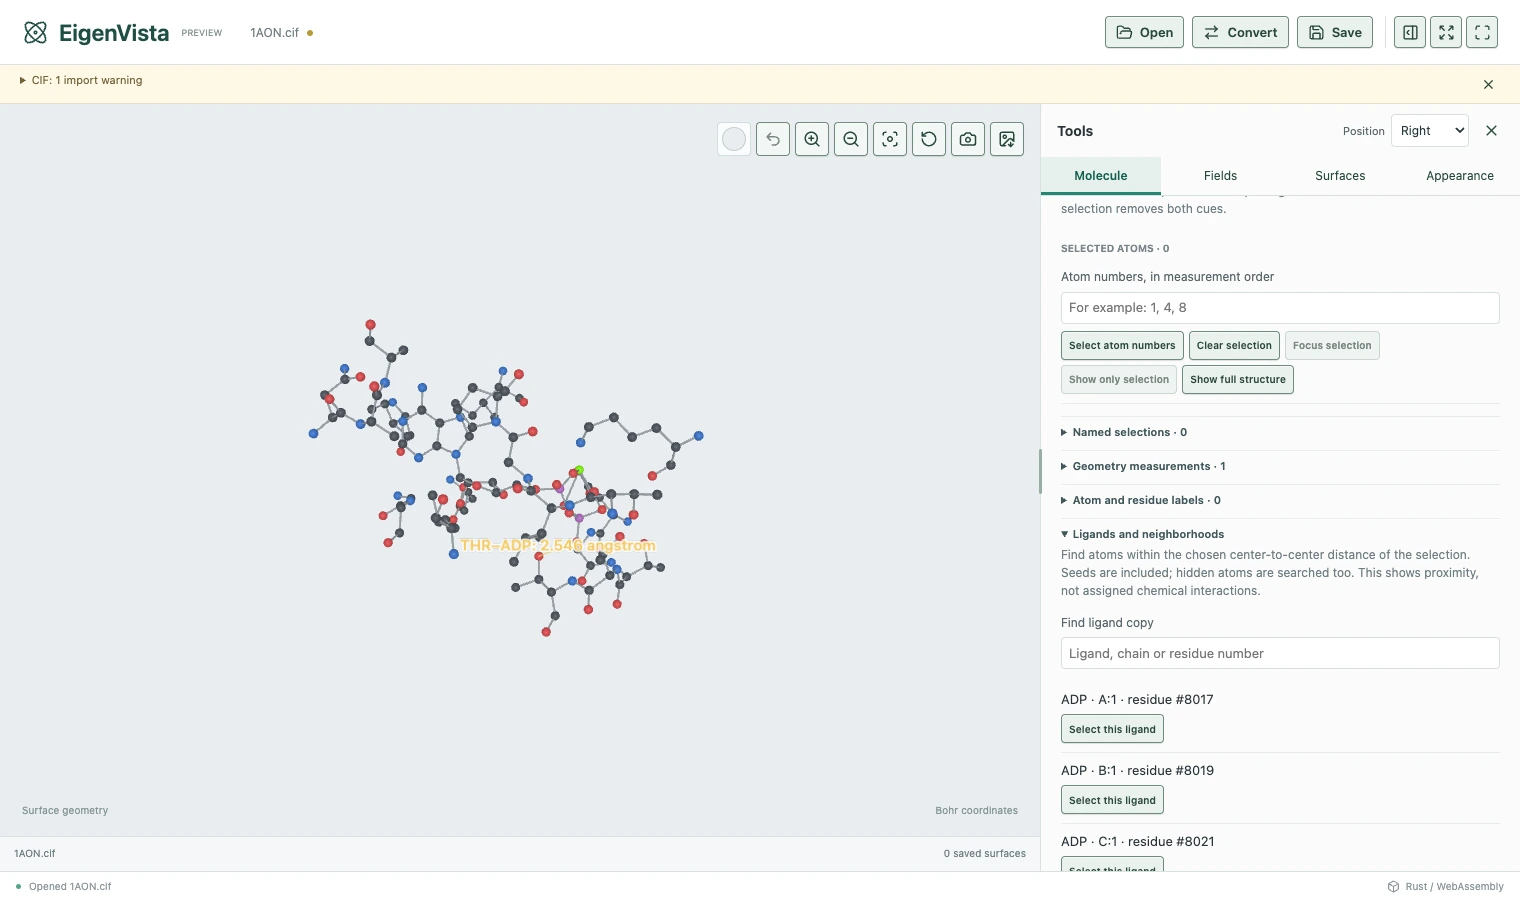 EigenVista PREVIEW 1AON.cif
Open Convert Save
CIF: 1 import warning
Tools
Position Right
Molecule Fields Surfaces Appearance
selection removes both cues.
SELECTED ATOMS · 0
Atom numbers, in measurement order
For example: 1, 4, 8
Select atom numbers Clear selection Focus selection
Show only selection Show full structure
Named selections · 0
Geometry measurements · 1
Atom and residue labels · 0
Ligands and neighborhoods
Find atoms within the chosen center-to-center distance of the selection.
Seeds are included; hidden atoms are searched too. This shows proximity,
not assigned chemical interactions.
Find ligand copy
Ligand, chain or residue number
ADP · A:1 · residue #8017
Select this ligand
ADP · B:1 · residue #8019
Select this ligand
ADP · C:1 · residue #8021
Select this ligand
THR–ADP: 2.546 angstrom
Surface geometry
Bohr coordinates
1AON.cif
0 saved surfaces
Opened 1AON.cif
Rust / WebAssembly